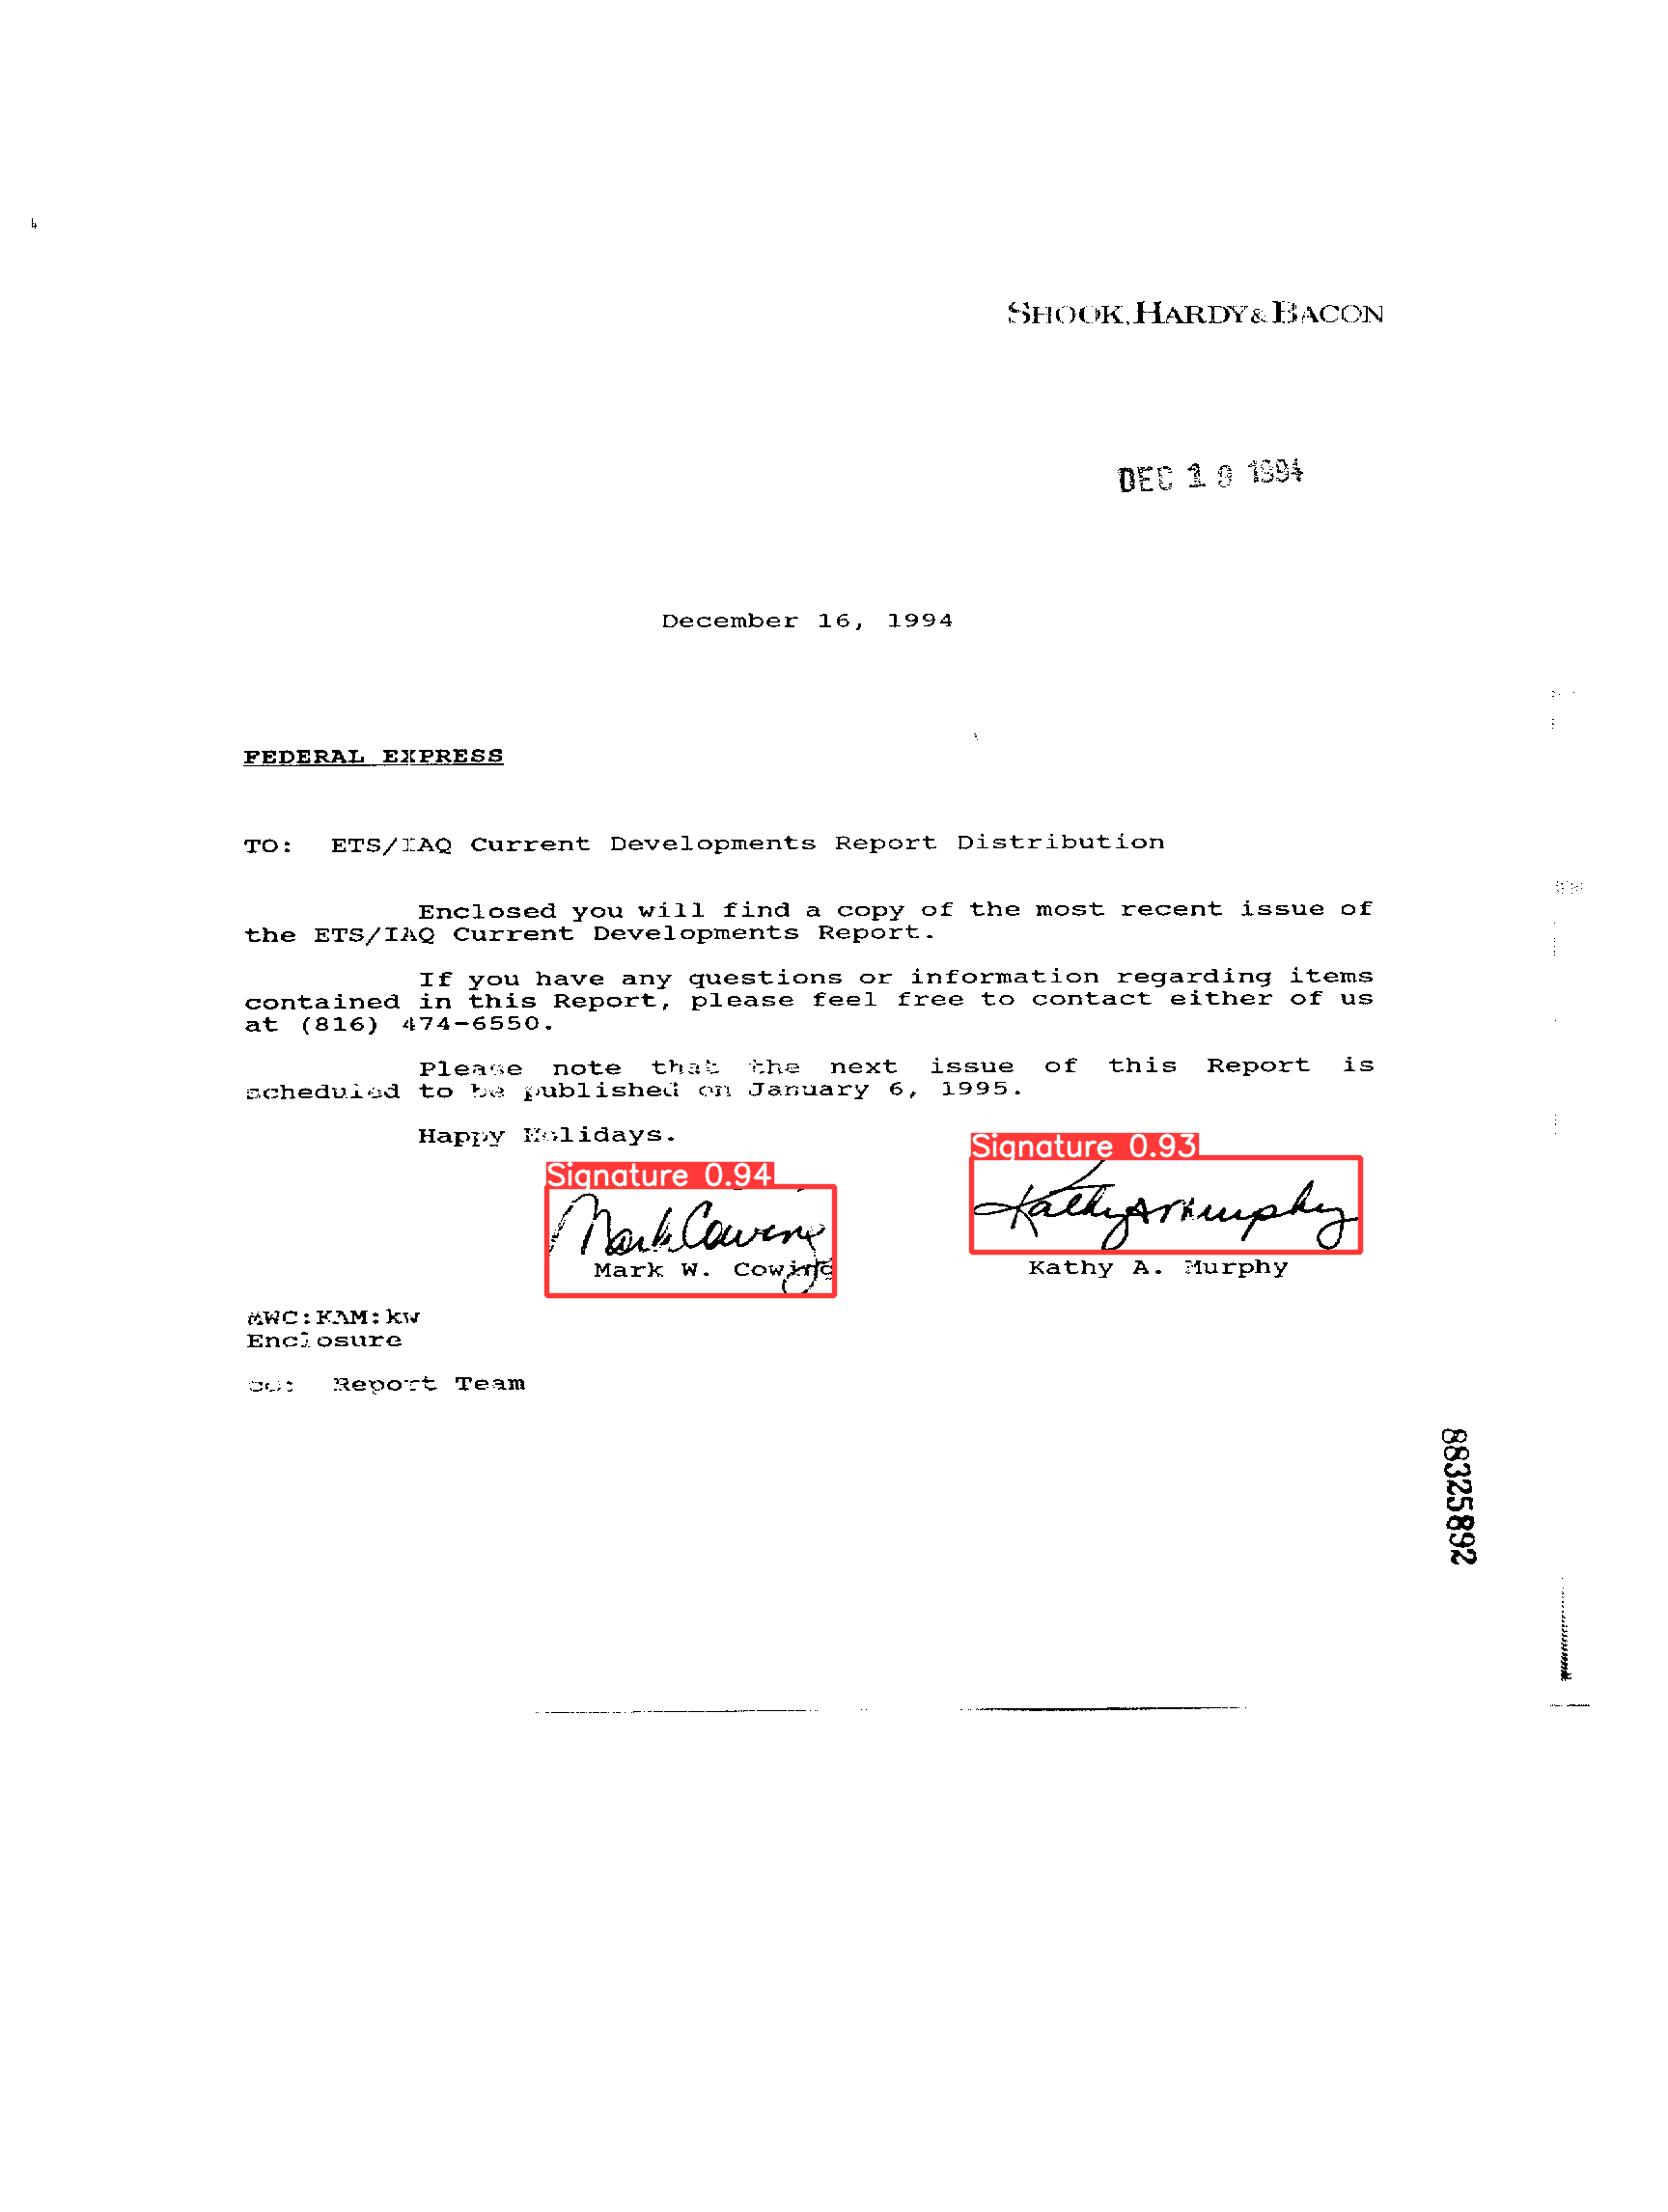 SHOOK, HARDY & BACON
DEC 19 1994
December 16, 1994
FEDERAL EXPRESS
TO: ETS/IAQ Current Developments Report Distribution
Enclosed you will find a copy of the most recent issue of
the ETS/IAQ Current Developments Report.
If you have any questions or information regarding items
contained in this Report, please feel free to contact either of us
at (816) 474-6550.
Please note that the next issue of this Report is
scheduled to be published on January 6, 1995.
Happy Holidays.
Signature 0.94 Signature 0.93
Mark Cowing Kathy A Murphy
Mark W. Cowing Kathy A. Murphy
MWC:KAM:kw
Enclosure
cc: Report Team
88325892